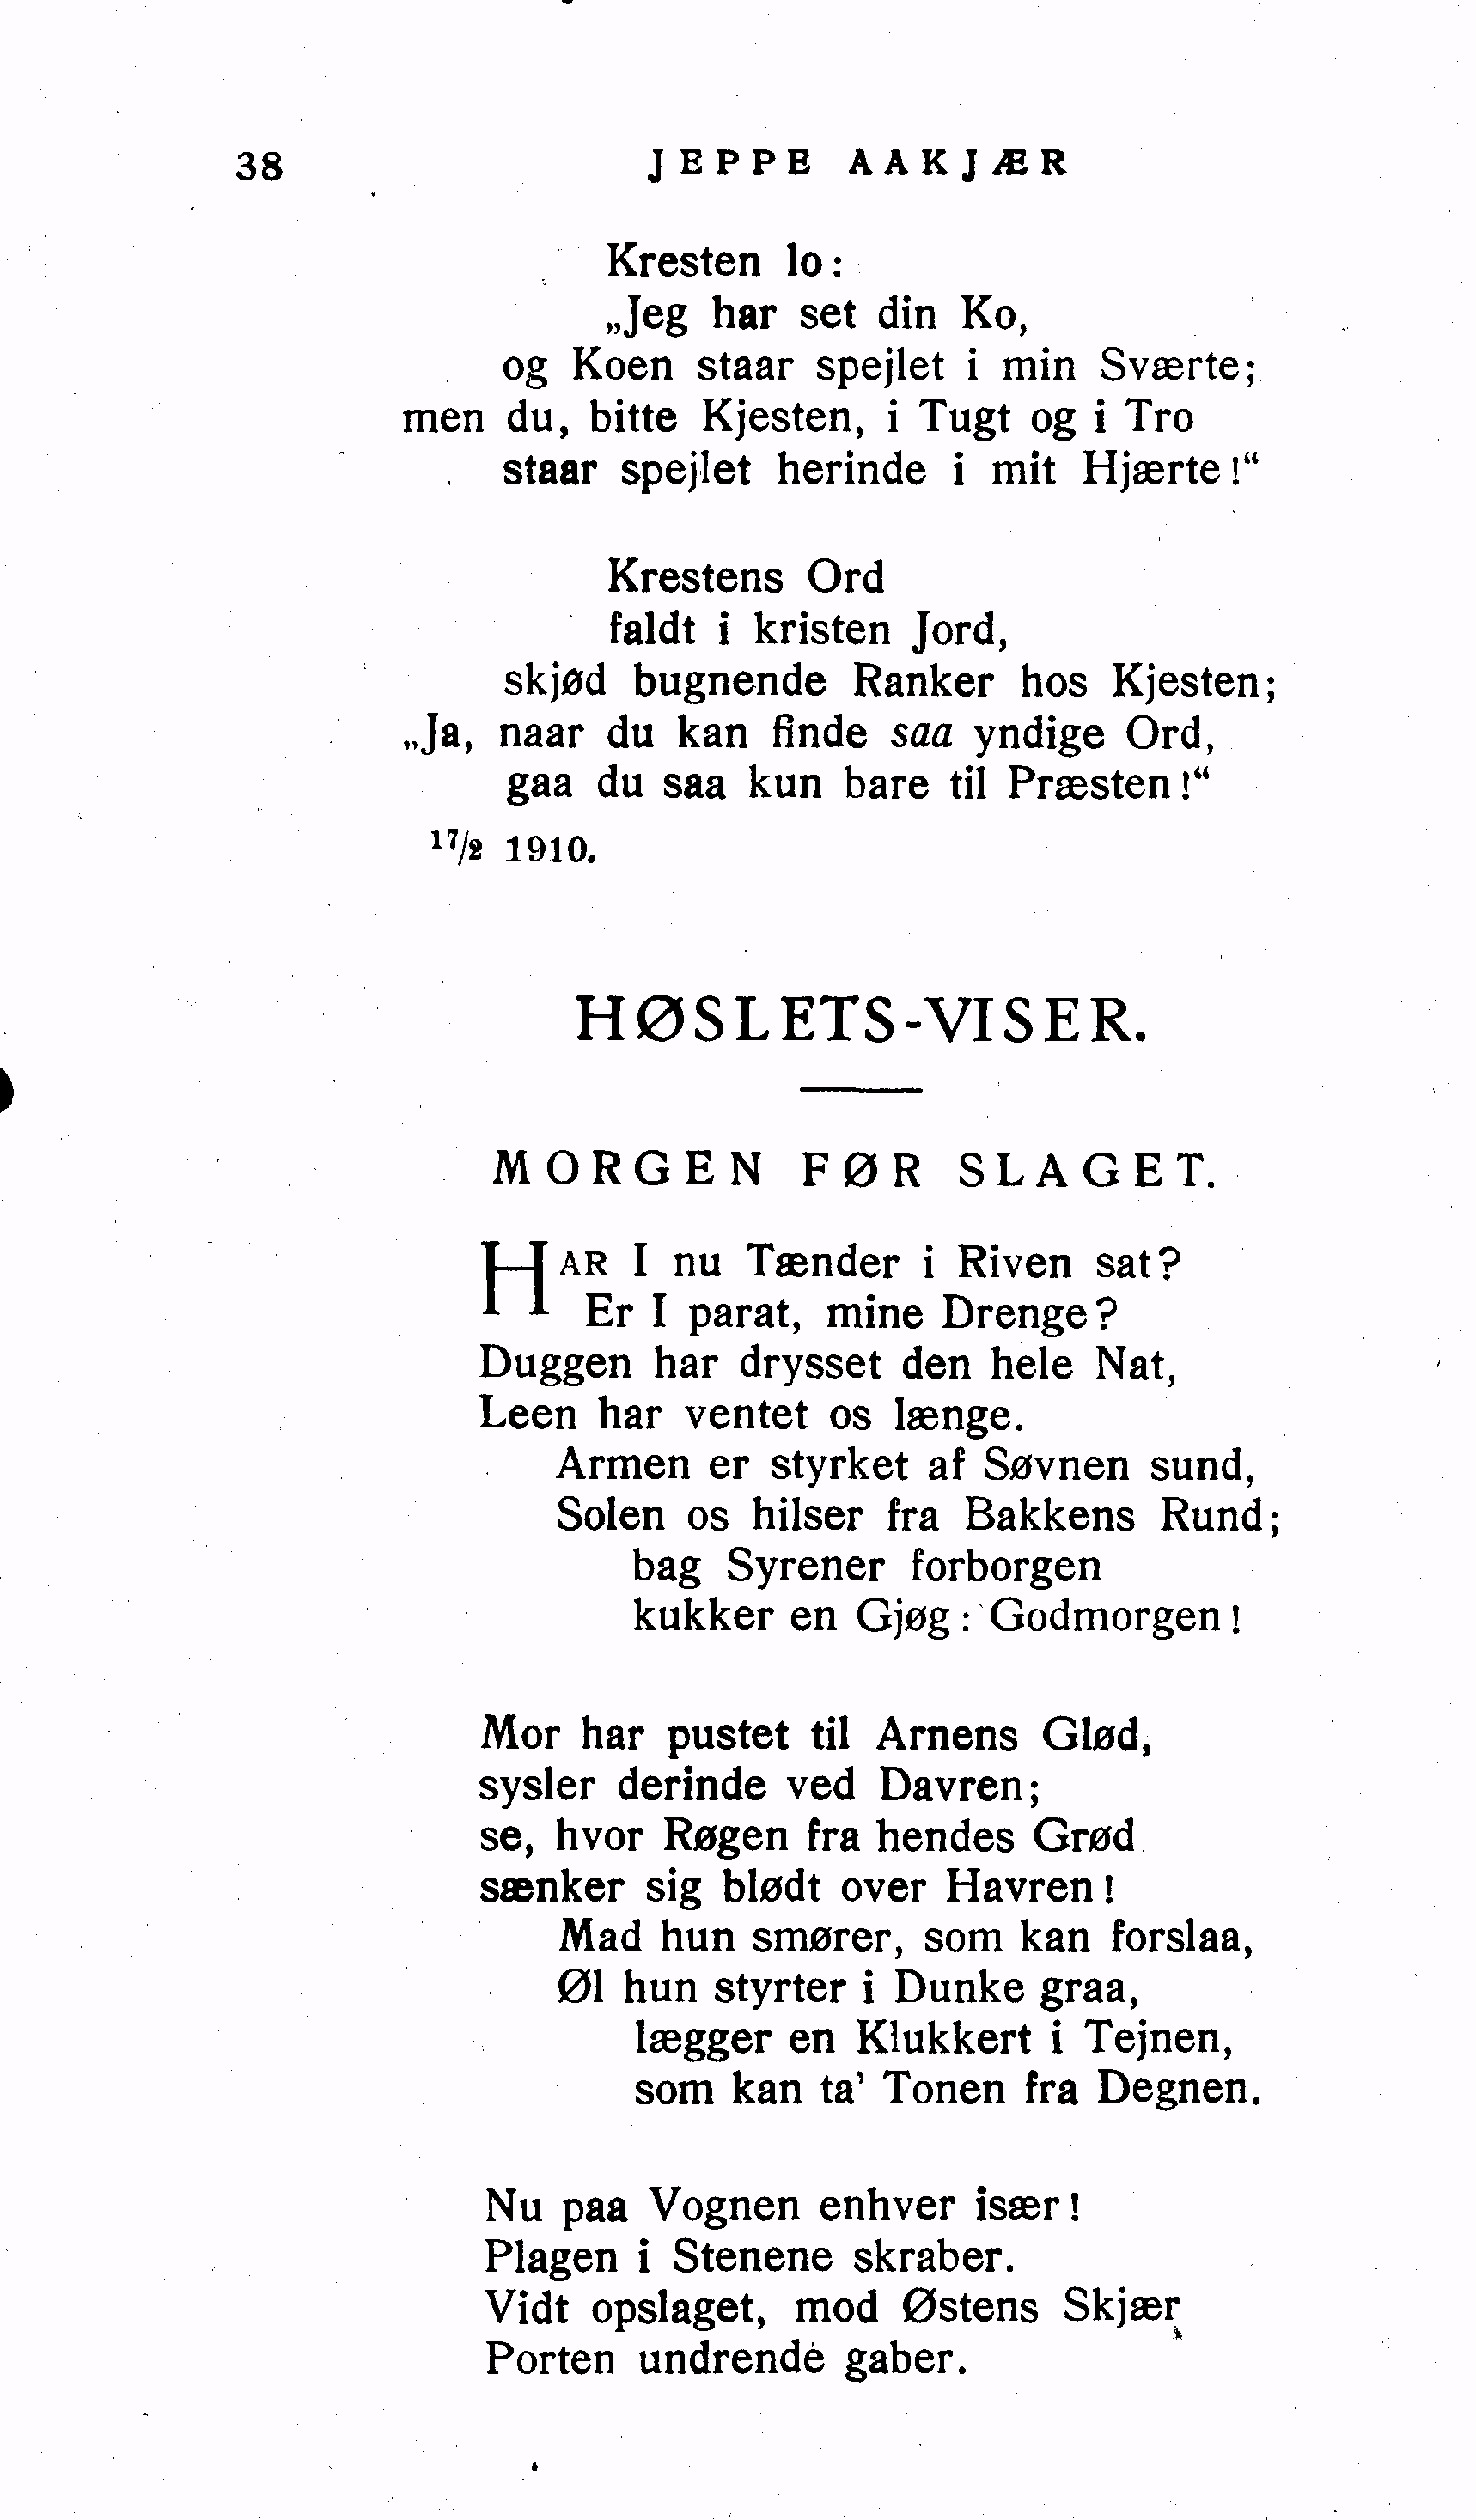 38 JEPPE AAKJÆR
Kresten lo:
„Jeg har set din Ko,
og Koen staar spejlet i min Sværte;
men du, bitte Kjesten, i Tugt og i Tro
staar spejlet herinde i mit Hjærte!“
Krestens Ord
faldt i kristen Jord,
skjød bugnende Ranker hos Kjesten;
„Ja, naar du kan finde saa yndige Ord,
gaa du saa kun bare til Præsten!“
17/2 1910.
HØSLETS-VISER.
MORGEN FØR SLAGET.
HAR I nu Tænder i Riven sat?
Er I parat, mine Drenge?
Duggen har drysset den hele Nat,
Leen har ventet os længe.
Armen er styrket af Søvnen sund,
Solen os hilser fra Bakkens Rund;
bag Syrener forborgen
kukker en Gjøg: Godmorgen!
Mor har pustet til Arnens Glød,
sysler derinde ved Davren;
se, hvor Røgen fra hendes Grød
sænker sig blødt over Havren!
Mad hun smører, som kan forslaa,
Øl hun styrter i Dunke graa,
lægger en Klukkert i Tejnen,
som kan ta' Tonen fra Degnen.
Nu paa Vognen enhver især!
Plagen i Stenene skraber.
Vidt opslaget, mod Østens Skjær
Porten undrende gaber.